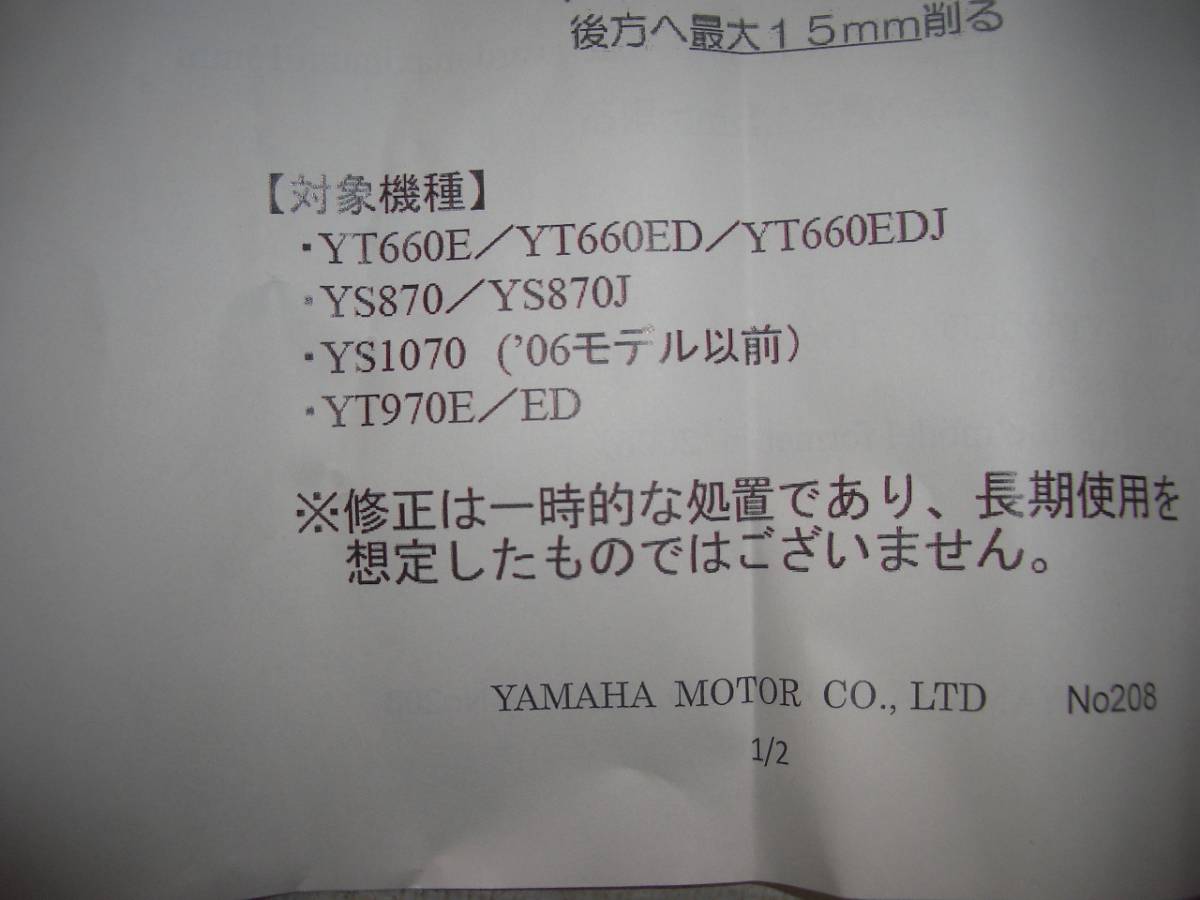 後方へ最大15mm削る
【対象機種】
・YT660E／YT660ED／YT660EDJ
・YS870／YS870J
・YS1070 ('06モデル以前)
・YT970E／ED
※修正は一時的な処置であり、長期使用を
想定したものではございません。
YAMAHA MOTOR CO., LTD No208
1/2